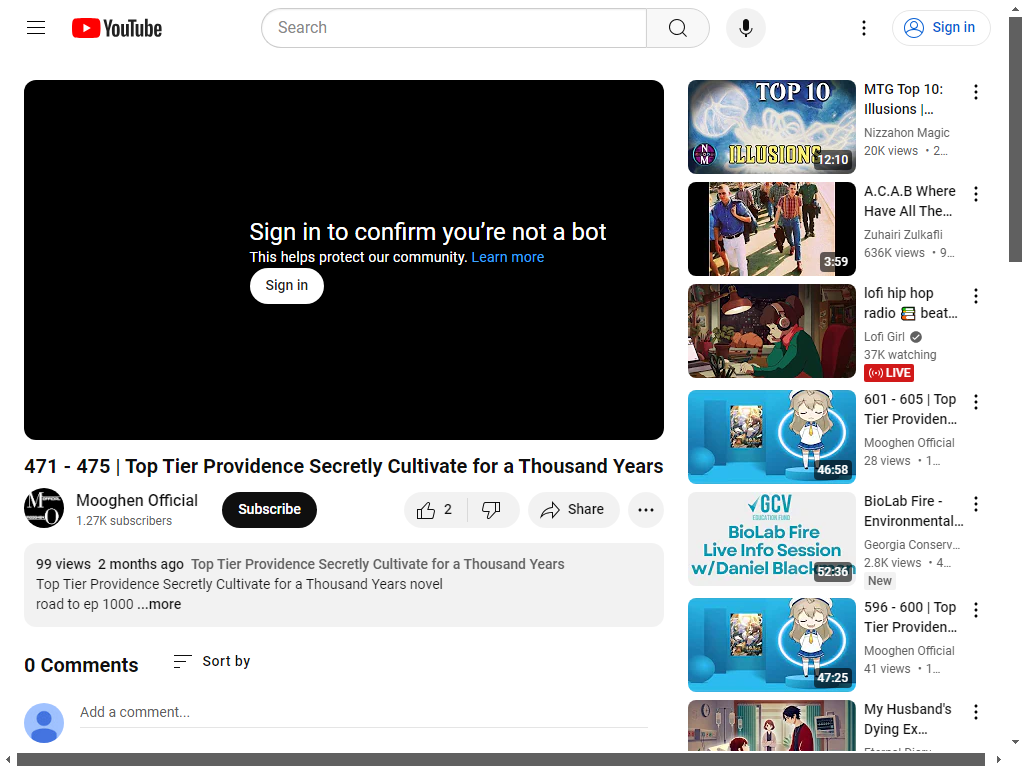 YouTube
Search
Sign in
Sign in to confirm you're not a bot
This helps protect our community. Learn more
Sign in
471 - 475 | Top Tier Providence Secretly Cultivate for a Thousand Years
Mooghen Official
1.27K subscribers
Subscribe
2
Share
99 views 2 months ago Top Tier Providence Secretly Cultivate for a Thousand Years
Top Tier Providence Secretly Cultivate for a Thousand Years novel
road to ep 1000 ...more
0 Comments
Sort by
Add a comment...
TOP 10
ILLUSIONS
12:10
MTG Top 10:
Illusions |...
Nizzahon Magic
20K views • 2...
3:59
A.C.A.B Where
Have All The...
Zuhairi Zulkafli
636K views • 9...
lofi hip hop
radio 📚 beat...
Lofi Girl
37K watching
LIVE
46:58
601 - 605 | Top
Tier Providen...
Mooghen Official
28 views • 1...
GCV
EDUCATION FUND
BioLab Fire
Live Info Session
w/Daniel
52:36
BioLab Fire -
Environmental...
Georgia Conserv...
2.8K views • 4...
New
47:25
596 - 600 | Top
Tier Providen...
Mooghen Official
41 views • 1...
My Husband's
Dying Ex...